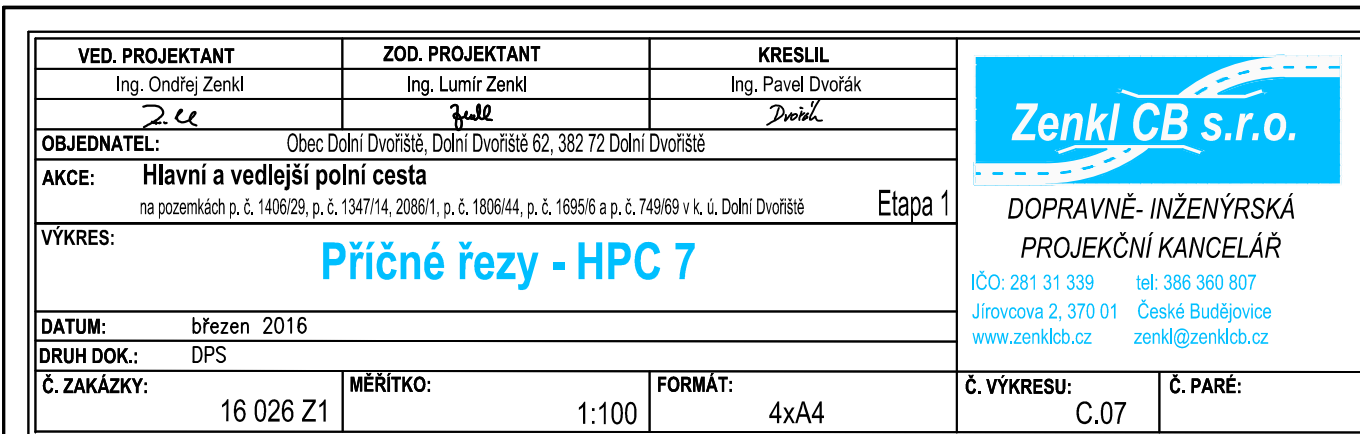 VED. PROJEKTANT ZOD. PROJEKTANT KRESLIL
Ing. Ondřej Zenkl Ing. Lumír Zenkl Ing. Pavel Dvořák
Dvořák
OBJEDNATEL: Obec Dolní Dvořiště, Dolní Dvořiště 62, 382 72 Dolní Dvořiště
AKCE: Hlavní a vedlejší polní cesta
na pozemkách p. č. 1406/29, p. č. 1347/14, 2086/1, p. č. 1806/44, p. č. 1695/6 a p. č. 749/69 v k. ú. Dolní Dvořiště Etapa 1
VÝKRES:
Příčné řezy - HPC 7
DATUM: březen 2016
DRUH DOK.: DPS
Zenkl CB s.r.o.
DOPRAVNĚ- INŽENÝRSKÁ
PROJEKČNÍ KANCELÁŘ
IČO: 281 31 339 tel: 386 360 807
Jírovcova 2, 370 01 České Budějovice
www.zenklcb.cz zenkl@zenklcb.cz
Č. ZAKÁZKY: MĚŘÍTKO: FORMÁT: Č. VÝKRESU: Č. PARÉ:
16 026 Z1 1:100 4xA4 C.07